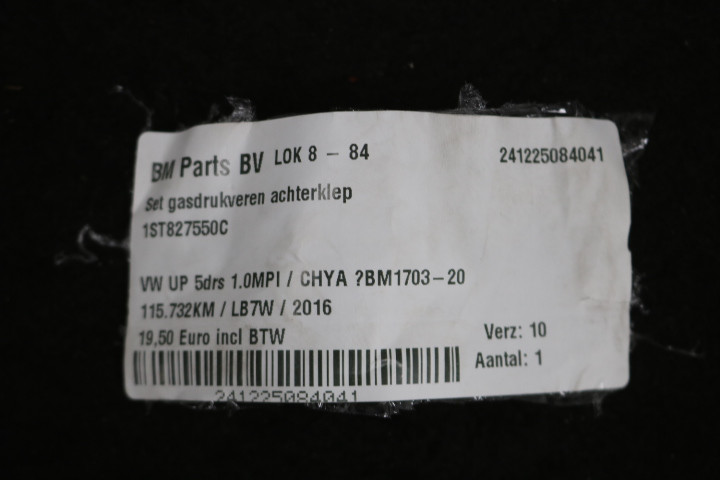 BM Parts BV LOK 8 - 84 241225084041
Set gasdrukveren achterklep
1ST827550C
VW UP 5drs 1.0MPI / CHYA ?BM1703-20
115.732KM / LB7W / 2016
19,50 Euro incl BTW Verz: 10
Aantal: 1
241225084041